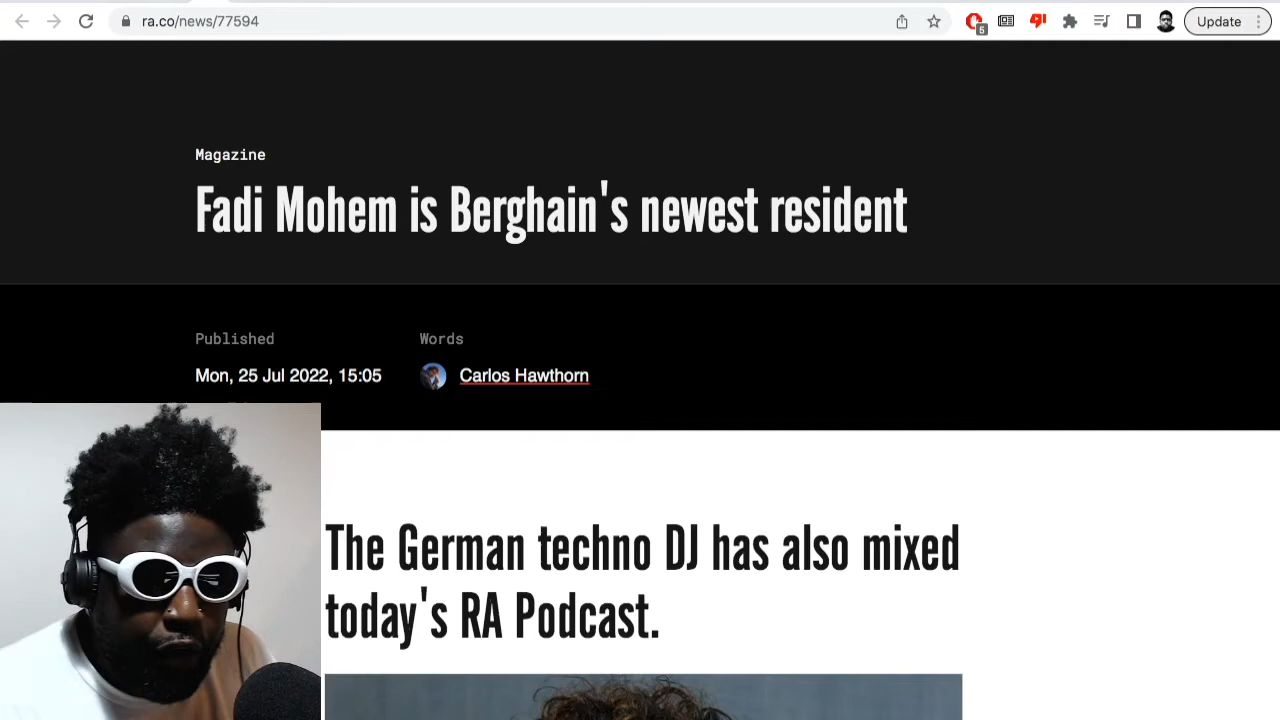 ra.co/news/77594
5
Update
Magazine
Fadi Mohem is Berghain's newest resident
Published
Words
Mon, 25 Jul 2022, 15:05
Carlos Hawthorn
The German techno DJ has also mixed
today's RA Podcast.